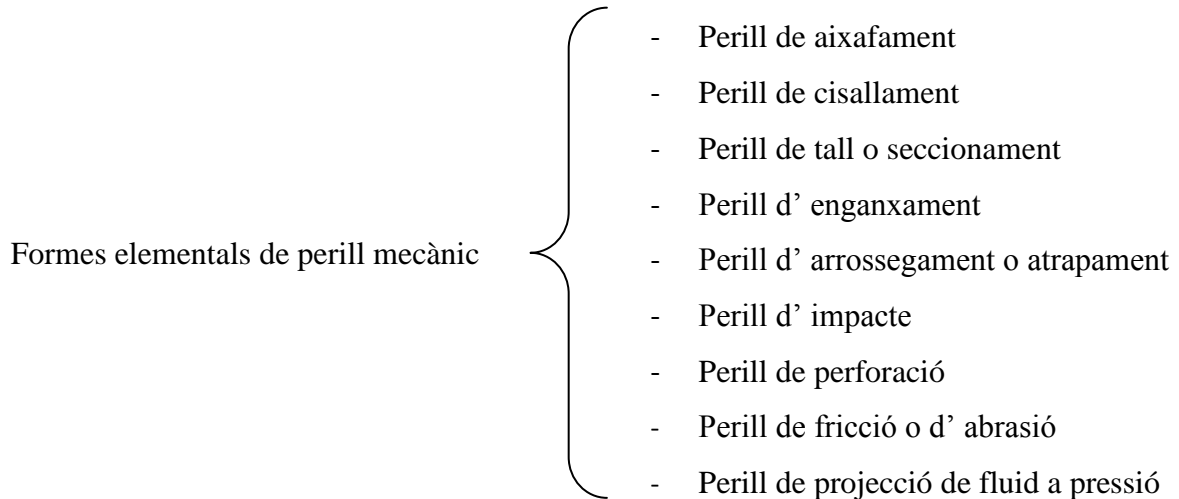 - Perill de aixafament
- Perill de cisallament
- Perill de tall o seccionament
- Perill d’ enganxament
Formes elementals de perill mecànic
- Perill d’ arrossegament o atrapament
- Perill d’ impacte
- Perill de perforació
- Perill de fricció o d’ abrasió
- Perill de projecció de fluid a pressió